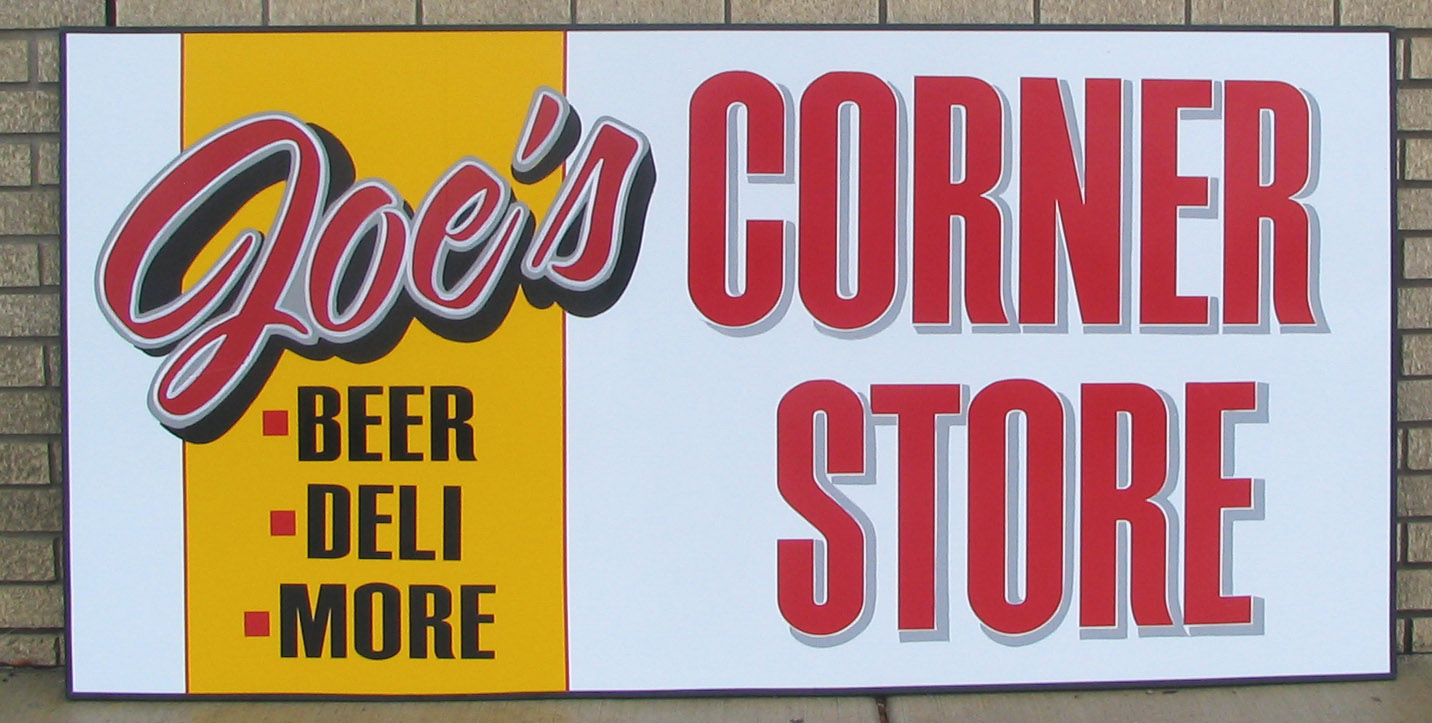 Joe's
CORNER
STORE
▪BEER
▪DELI
▪MORE